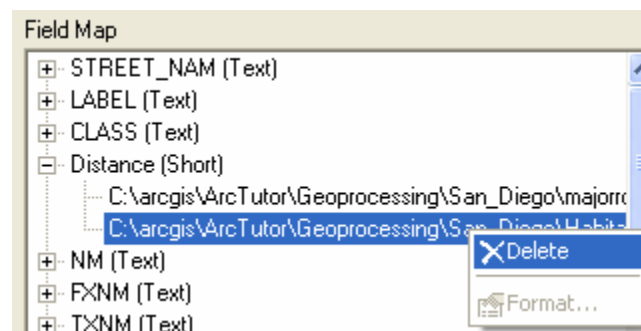 Field Map
STREET_NAM (Text)
LABEL (Text)
CLASS (Text)
Distance (Short)
C:\arcgis\ArcTutor\Geoprocessing\San_Diego\majorro
C:\arcgis\ArcTutor\Geoprocessing\San_Diego\Habita
Delete
NM (Text)
FXNM (Text)
Format...
TXNM (Text)